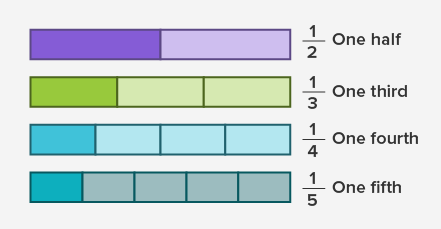 1/2 One half
1/3 One third
1/4 One fourth
1/5 One fifth